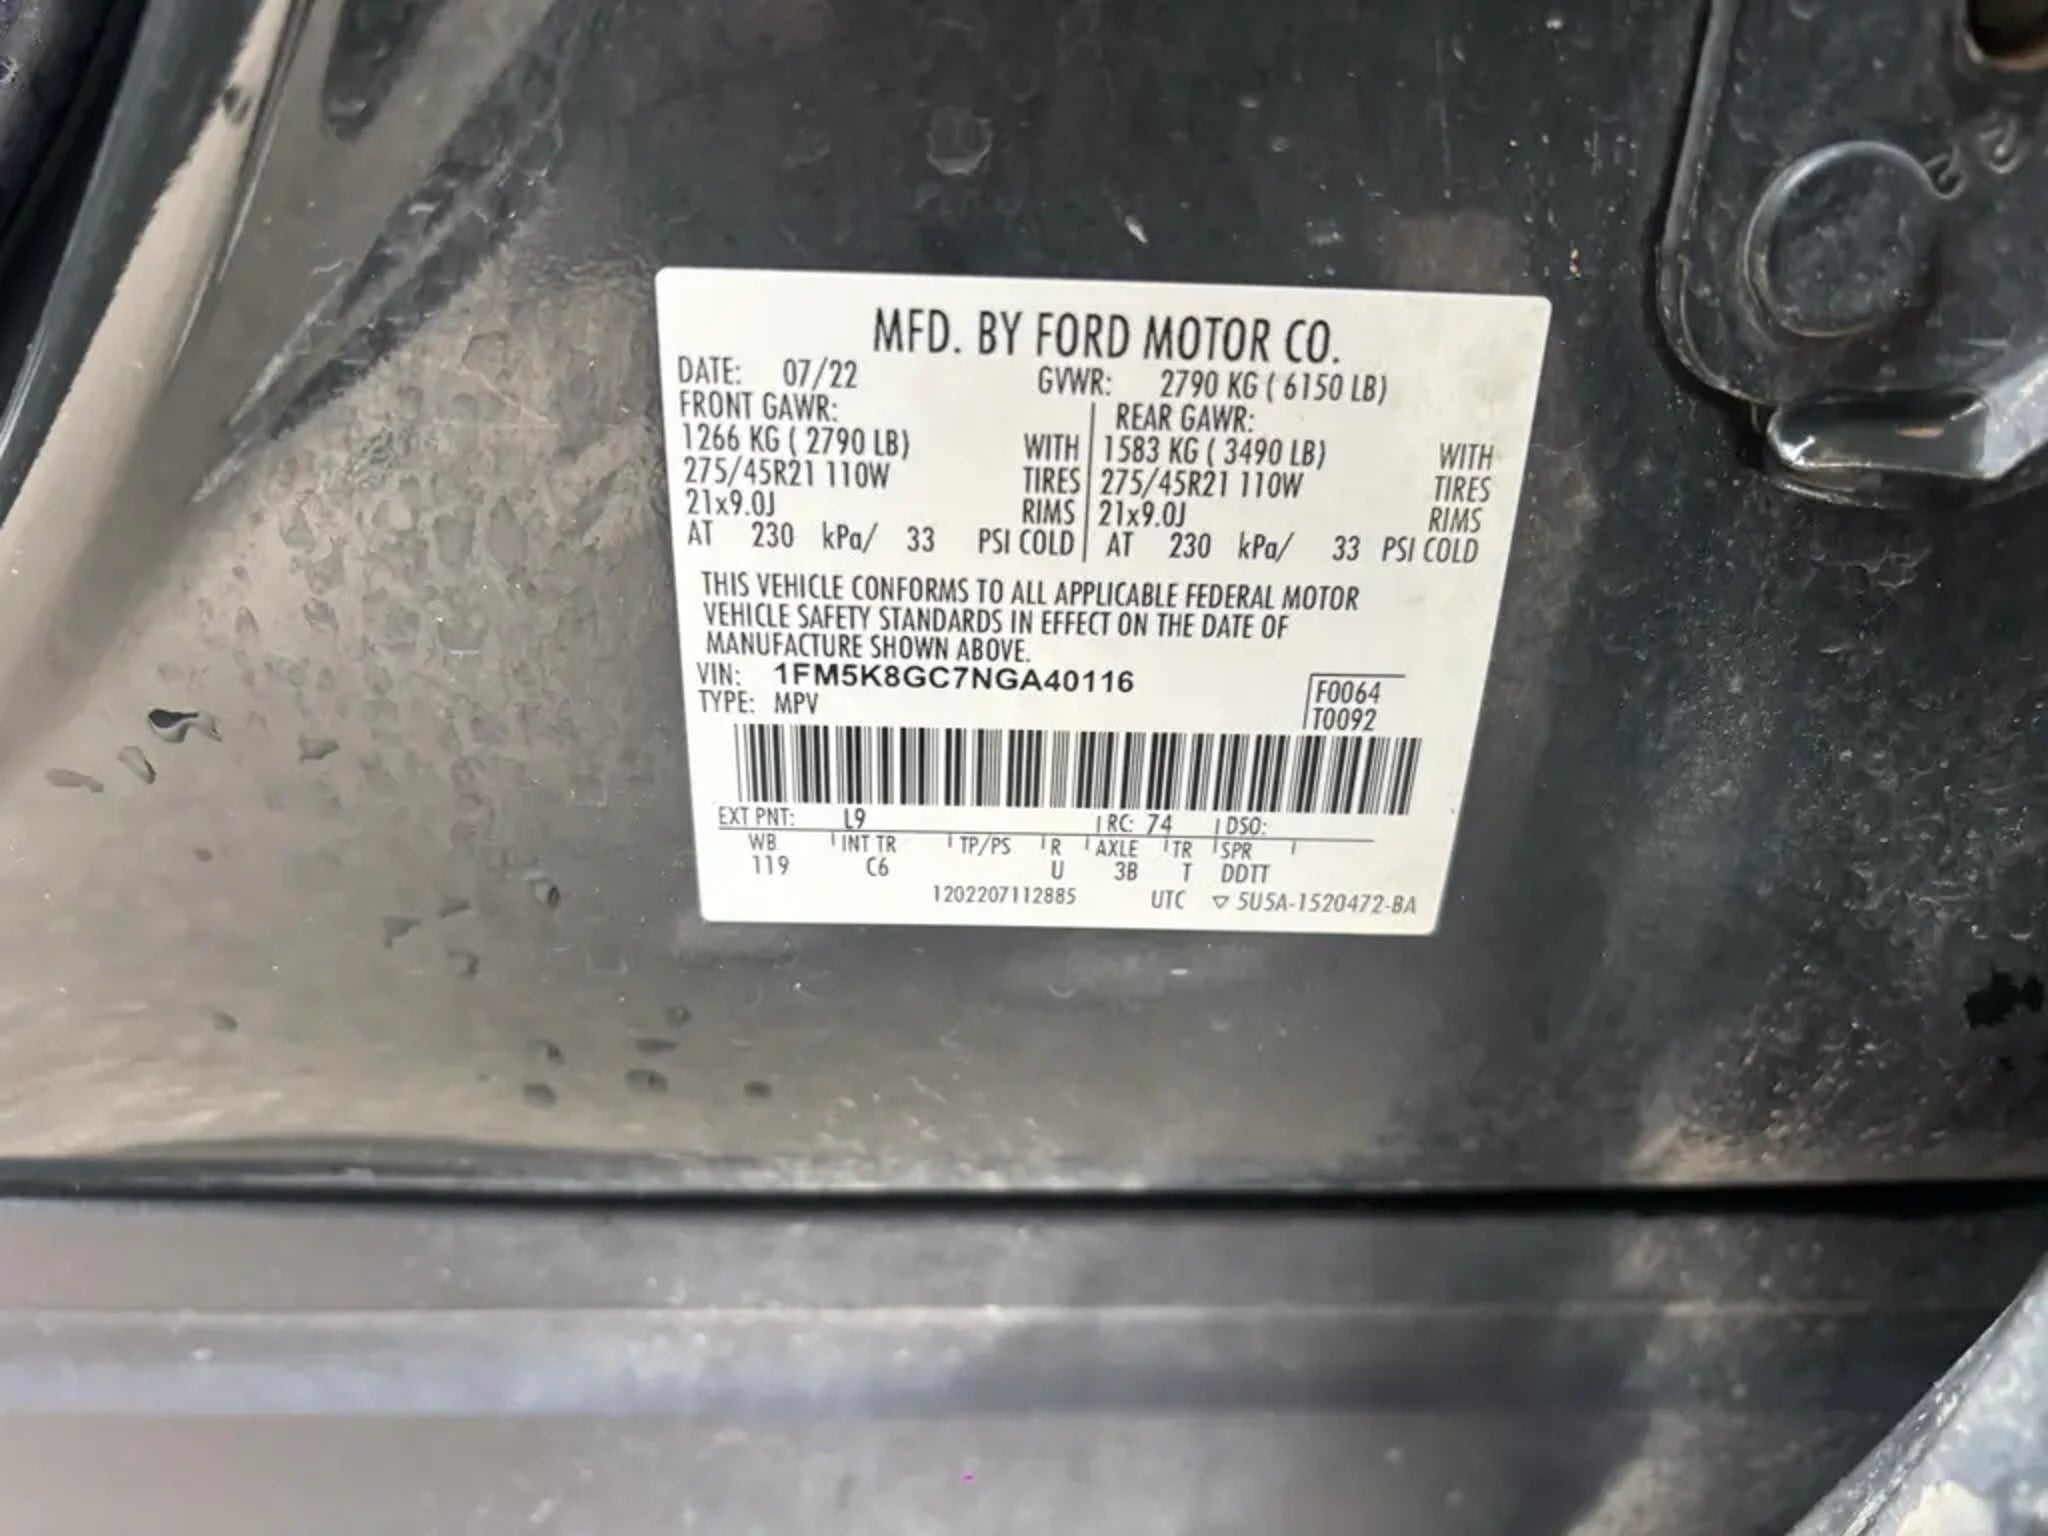 MFD. BY FORD MOTOR CO.
DATE: 07/22 GVWR: 2790 KG ( 6150 LB)
FRONT GAWR: REAR GAWR:
1266 KG ( 2790 LB) WITH 1583 KG ( 3490 LB) WITH
275/45R21 110W TIRES 275/45R21 110W TIRES
21x9.0J RIMS 21x9.0J RIMS
AT 230 kPa/ 33 PSI COLD AT 230 kPa/ 33 PSI COLD
THIS VEHICLE CONFORMS TO ALL APPLICABLE FEDERAL MOTOR
VEHICLE SAFETY STANDARDS IN EFFECT ON THE DATE OF
MANUFACTURE SHOWN ABOVE.
VIN: 1FM5K8GC7NGA40116 F0064
TYPE: MPV T0092
EXT PNT: L9 RC: 74 DSO:
WB INT TR TP/PS R AXLE TR SPR
119 C6 U 3B T DDTT
1202207112885 UTC ▽ 5U5A-1520472-BA